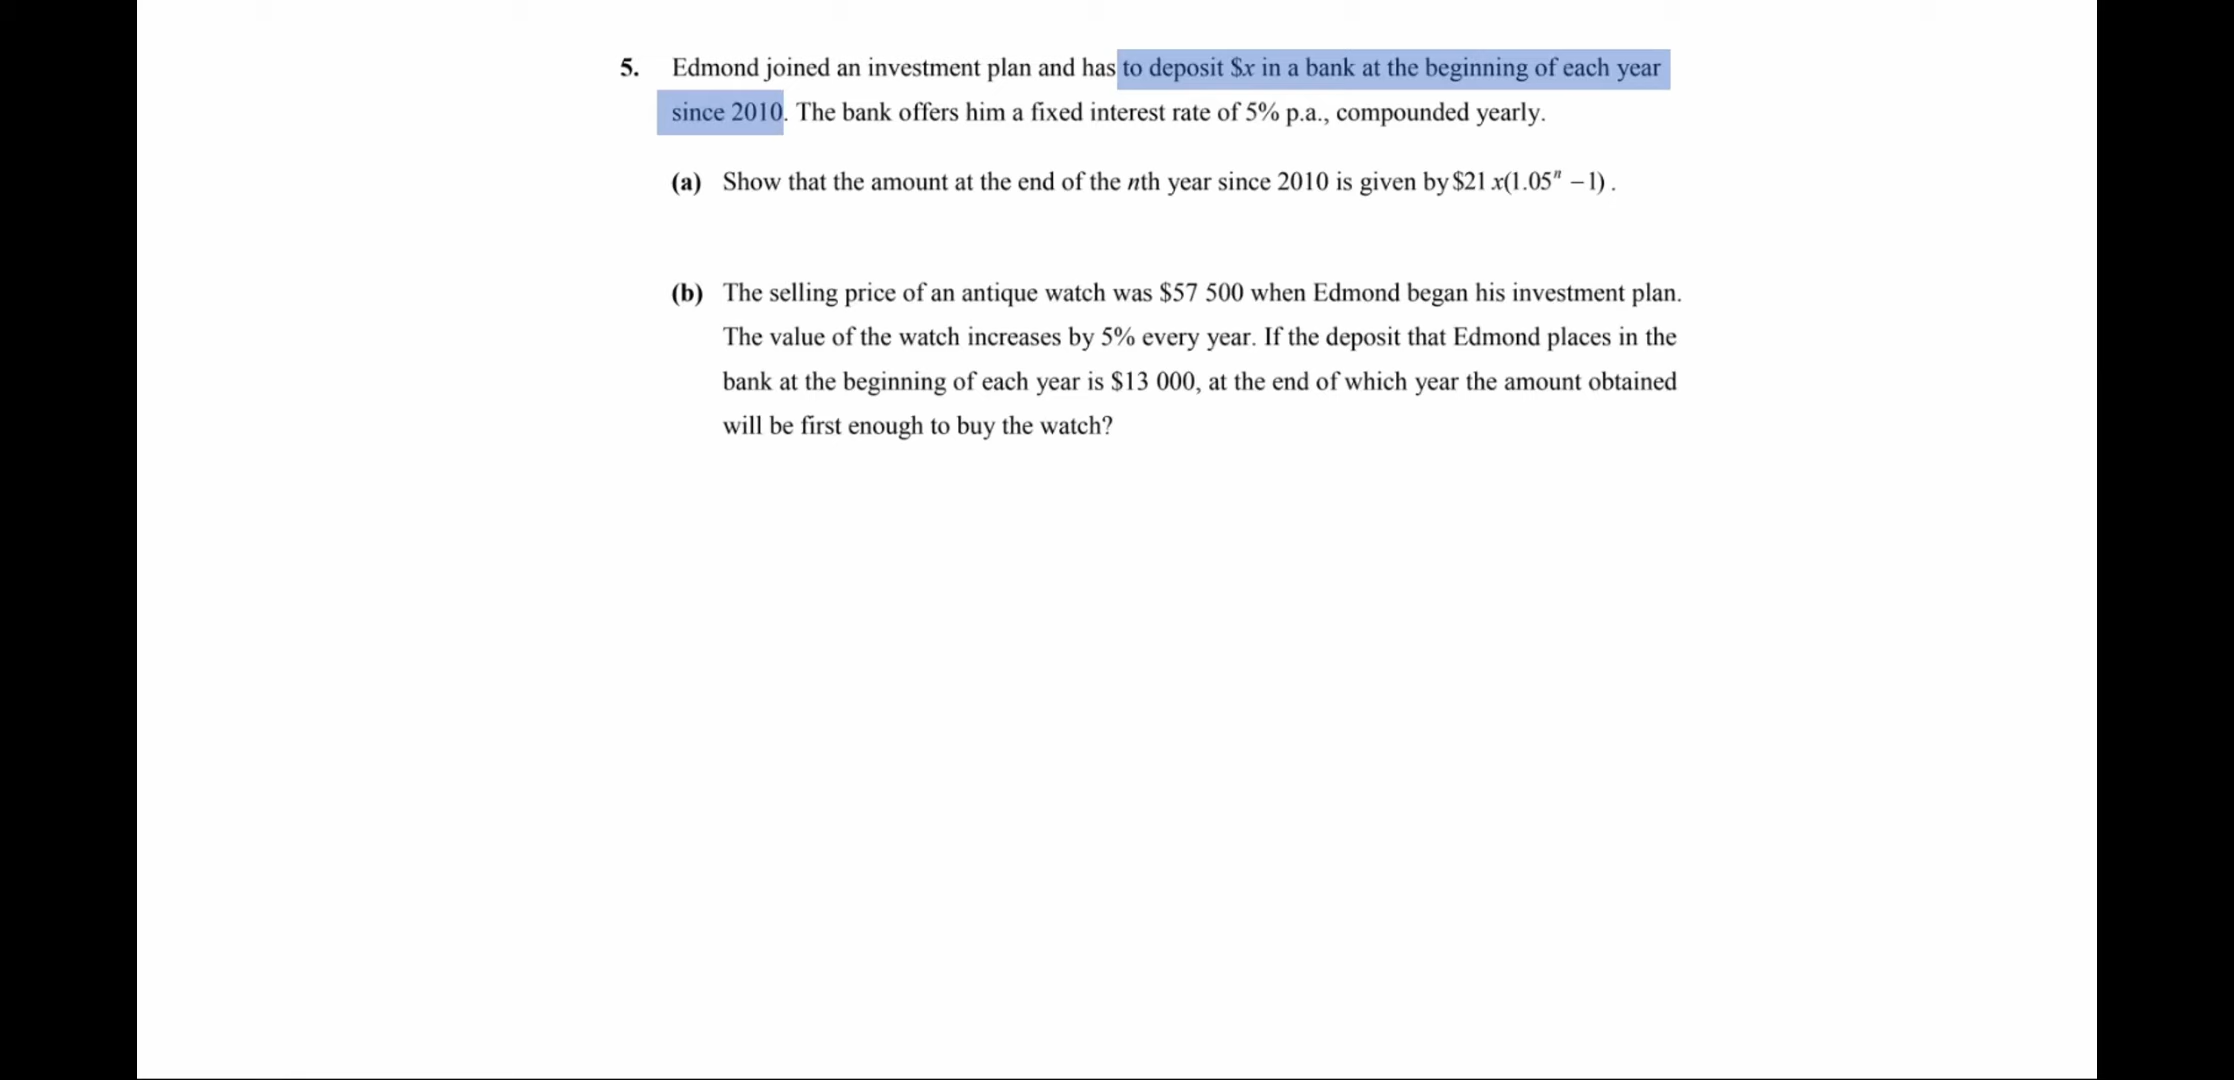 5. Edmond joined an investment plan and has to deposit $x in a bank at the beginning of each year
since 2010. The bank offers him a fixed interest rate of 5% p.a., compounded yearly.
(a) Show that the amount at the end of the nth year since 2010 is given by $21 x(1.05ⁿ – 1) .
(b) The selling price of an antique watch was $57 500 when Edmond began his investment plan.
The value of the watch increases by 5% every year. If the deposit that Edmond places in the
bank at the beginning of each year is $13 000, at the end of which year the amount obtained
will be first enough to buy the watch?